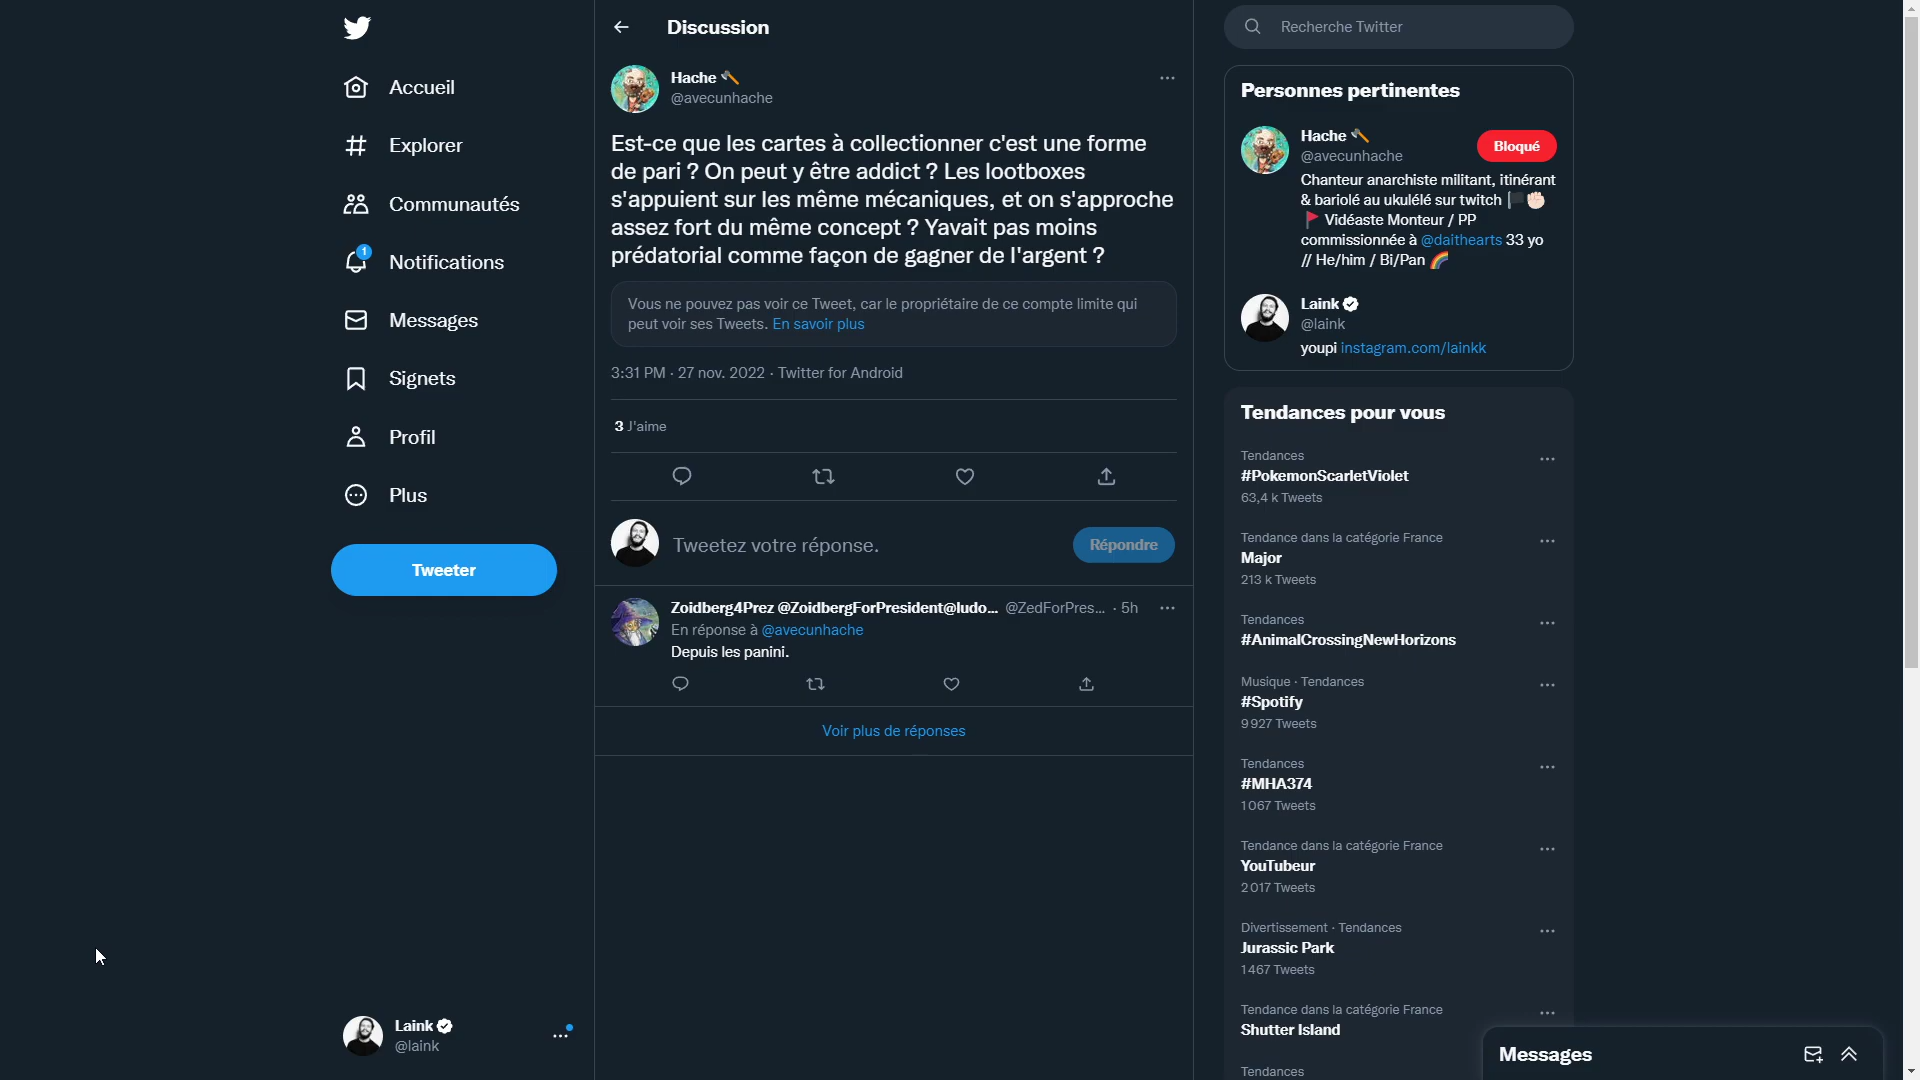 Accueil
Explorer
Communautés
1
Notifications
Messages
Signets
Profil
Plus
Tweeter
Laink
@laink
Discussion
Hache
@avecunhache
Est-ce que les cartes à collectionner c'est une forme
de pari ? On peut y être addict ? Les lootboxes
s'appuient sur les même mécaniques, et on s'approche
assez fort du même concept ? Yavait pas moins
prédatorial comme façon de gagner de l'argent ?
Vous ne pouvez pas voir ce Tweet, car le propriétaire de ce compte limite qui
peut voir ses Tweets. En savoir plus
3:31 PM · 27 nov. 2022 · Twitter for Android
3 J'aime
Tweetez votre réponse.
Répondre
Zoidberg4Prez @ZoidbergForPresident@ludo... @ZedForPres... · 5h
En réponse à @avecunhache
Depuis les panini.
Voir plus de réponses
Recherche Twitter
Personnes pertinentes
Hache
@avecunhache
Bloqué
Chanteur anarchiste militant, itinérant
& bariolé au ukulélé sur twitch
Vidéaste Monteur / PP
commissionnée à @daithearts 33 yo
// He/him / Bi/Pan
Laink
@laink
youpi instagram.com/lainkk
Tendances pour vous
Tendances
#PokemonScarletViolet
63,4 k Tweets
Tendance dans la catégorie France
Major
213 k Tweets
Tendances
#AnimalCrossingNewHorizons
Musique · Tendances
#Spotify
9 927 Tweets
Tendances
#MHA374
1 067 Tweets
Tendance dans la catégorie France
YouTubeur
2 017 Tweets
Divertissement · Tendances
Jurassic Park
1 467 Tweets
Tendance dans la catégorie France
Shutter Island
Tendances
Messages